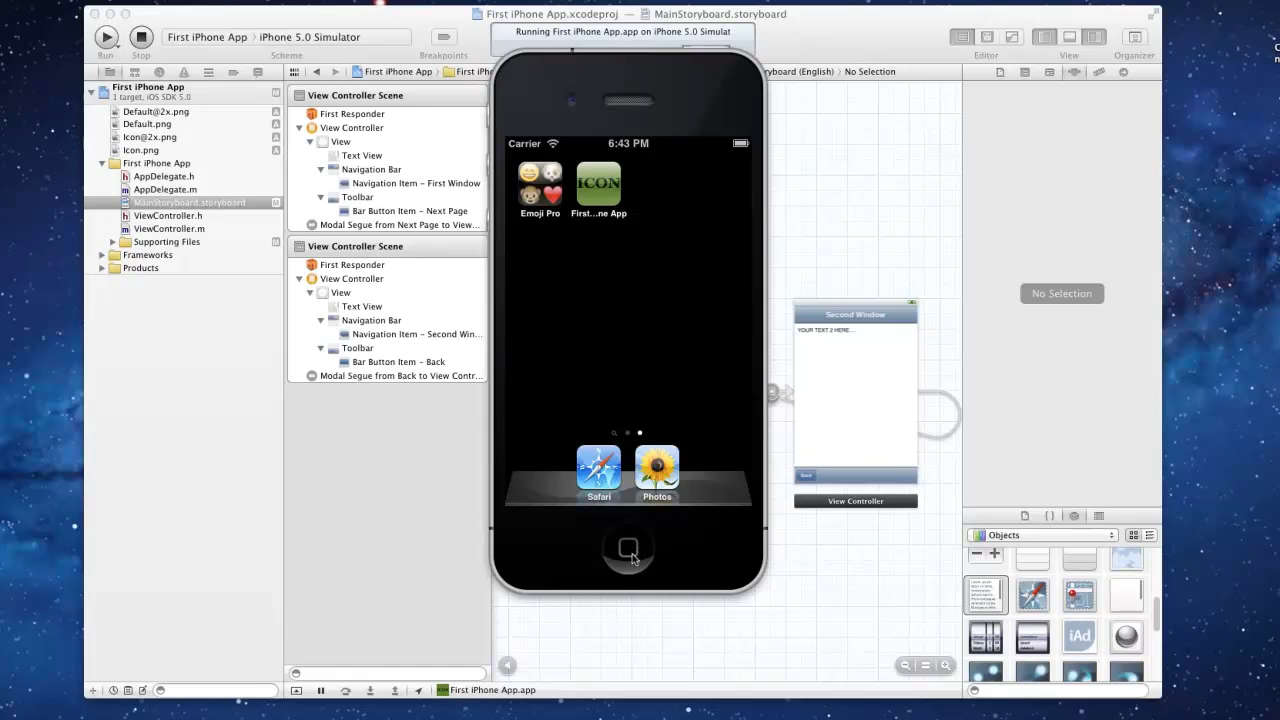 First iPhone App.xcodeproj — MainStoryboard.storyboard
Running First iPhone App.app on iPhone 5.0 Simulat
First iPhone App › iPhone 5.0 Simulator
Run Stop Scheme Breakpoints Editor View Organizer
First iPhone App
1 target, iOS SDK 5.0
M
Default@2x.png A
Default.png A
Icon@2x.png A
Icon.png A
First iPhone App
AppDelegate.h
AppDelegate.m
MainStoryboard.storyboard M
ViewController.h
ViewController.m
Supporting Files M
Frameworks
Products
First iPhone App › First iPh
yboard (English) › No Selection
View Controller Scene
First Responder
View Controller
View
Text View
Navigation Bar
Navigation Item – First Window
Toolbar
Bar Button Item – Next Page
Modal Segue from Next Page to View...
View Controller Scene
First Responder
View Controller
View
Text View
Navigation Bar
Navigation Item – Second Win...
Toolbar
Bar Button Item – Back
Modal Segue from Back to View Contr...
Carrier 6:43 PM
ICON
Emoji Pro First...ne App
Safari Photos
Second Window
YOUR TEXT 2 HERE...
Back
View Controller
No Selection
Objects
iAd
ICON First iPhone App.app